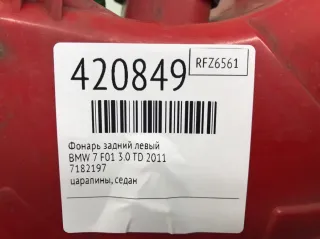 420849
RFZ6561
Фонарь задний левый
BMW 7 F01 3.0 TD 2011
7182197
царапины, седан